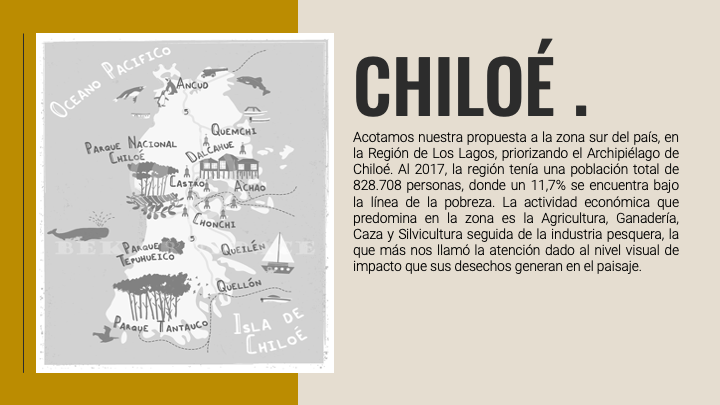 OCEANO PACIFICO
ANCUD
QUEMCHI
PARQUE NACIONAL
CHILOÉ
DALCAHUE
CASTRO
ACHAO
CHONCHI
PARQUE
TEPUHUEICO
QUEILÉN
QUELLÓN
PARQUE TANTAUCO
ISLA DE
CHILOÉ
CHILOÉ .
Acotamos nuestra propuesta a la zona sur del país, en
la Región de Los Lagos, priorizando el Archipiélago de
Chiloé. Al 2017, la región tenía una población total de
828.708 personas, donde un 11,7% se encuentra bajo
la línea de la pobreza. La actividad económica que
predomina en la zona es la Agricultura, Ganadería,
Caza y Silvicultura seguida de la industria pesquera, la
que más nos llamó la atención dado al nivel visual de
impacto que sus desechos generan en el paisaje.